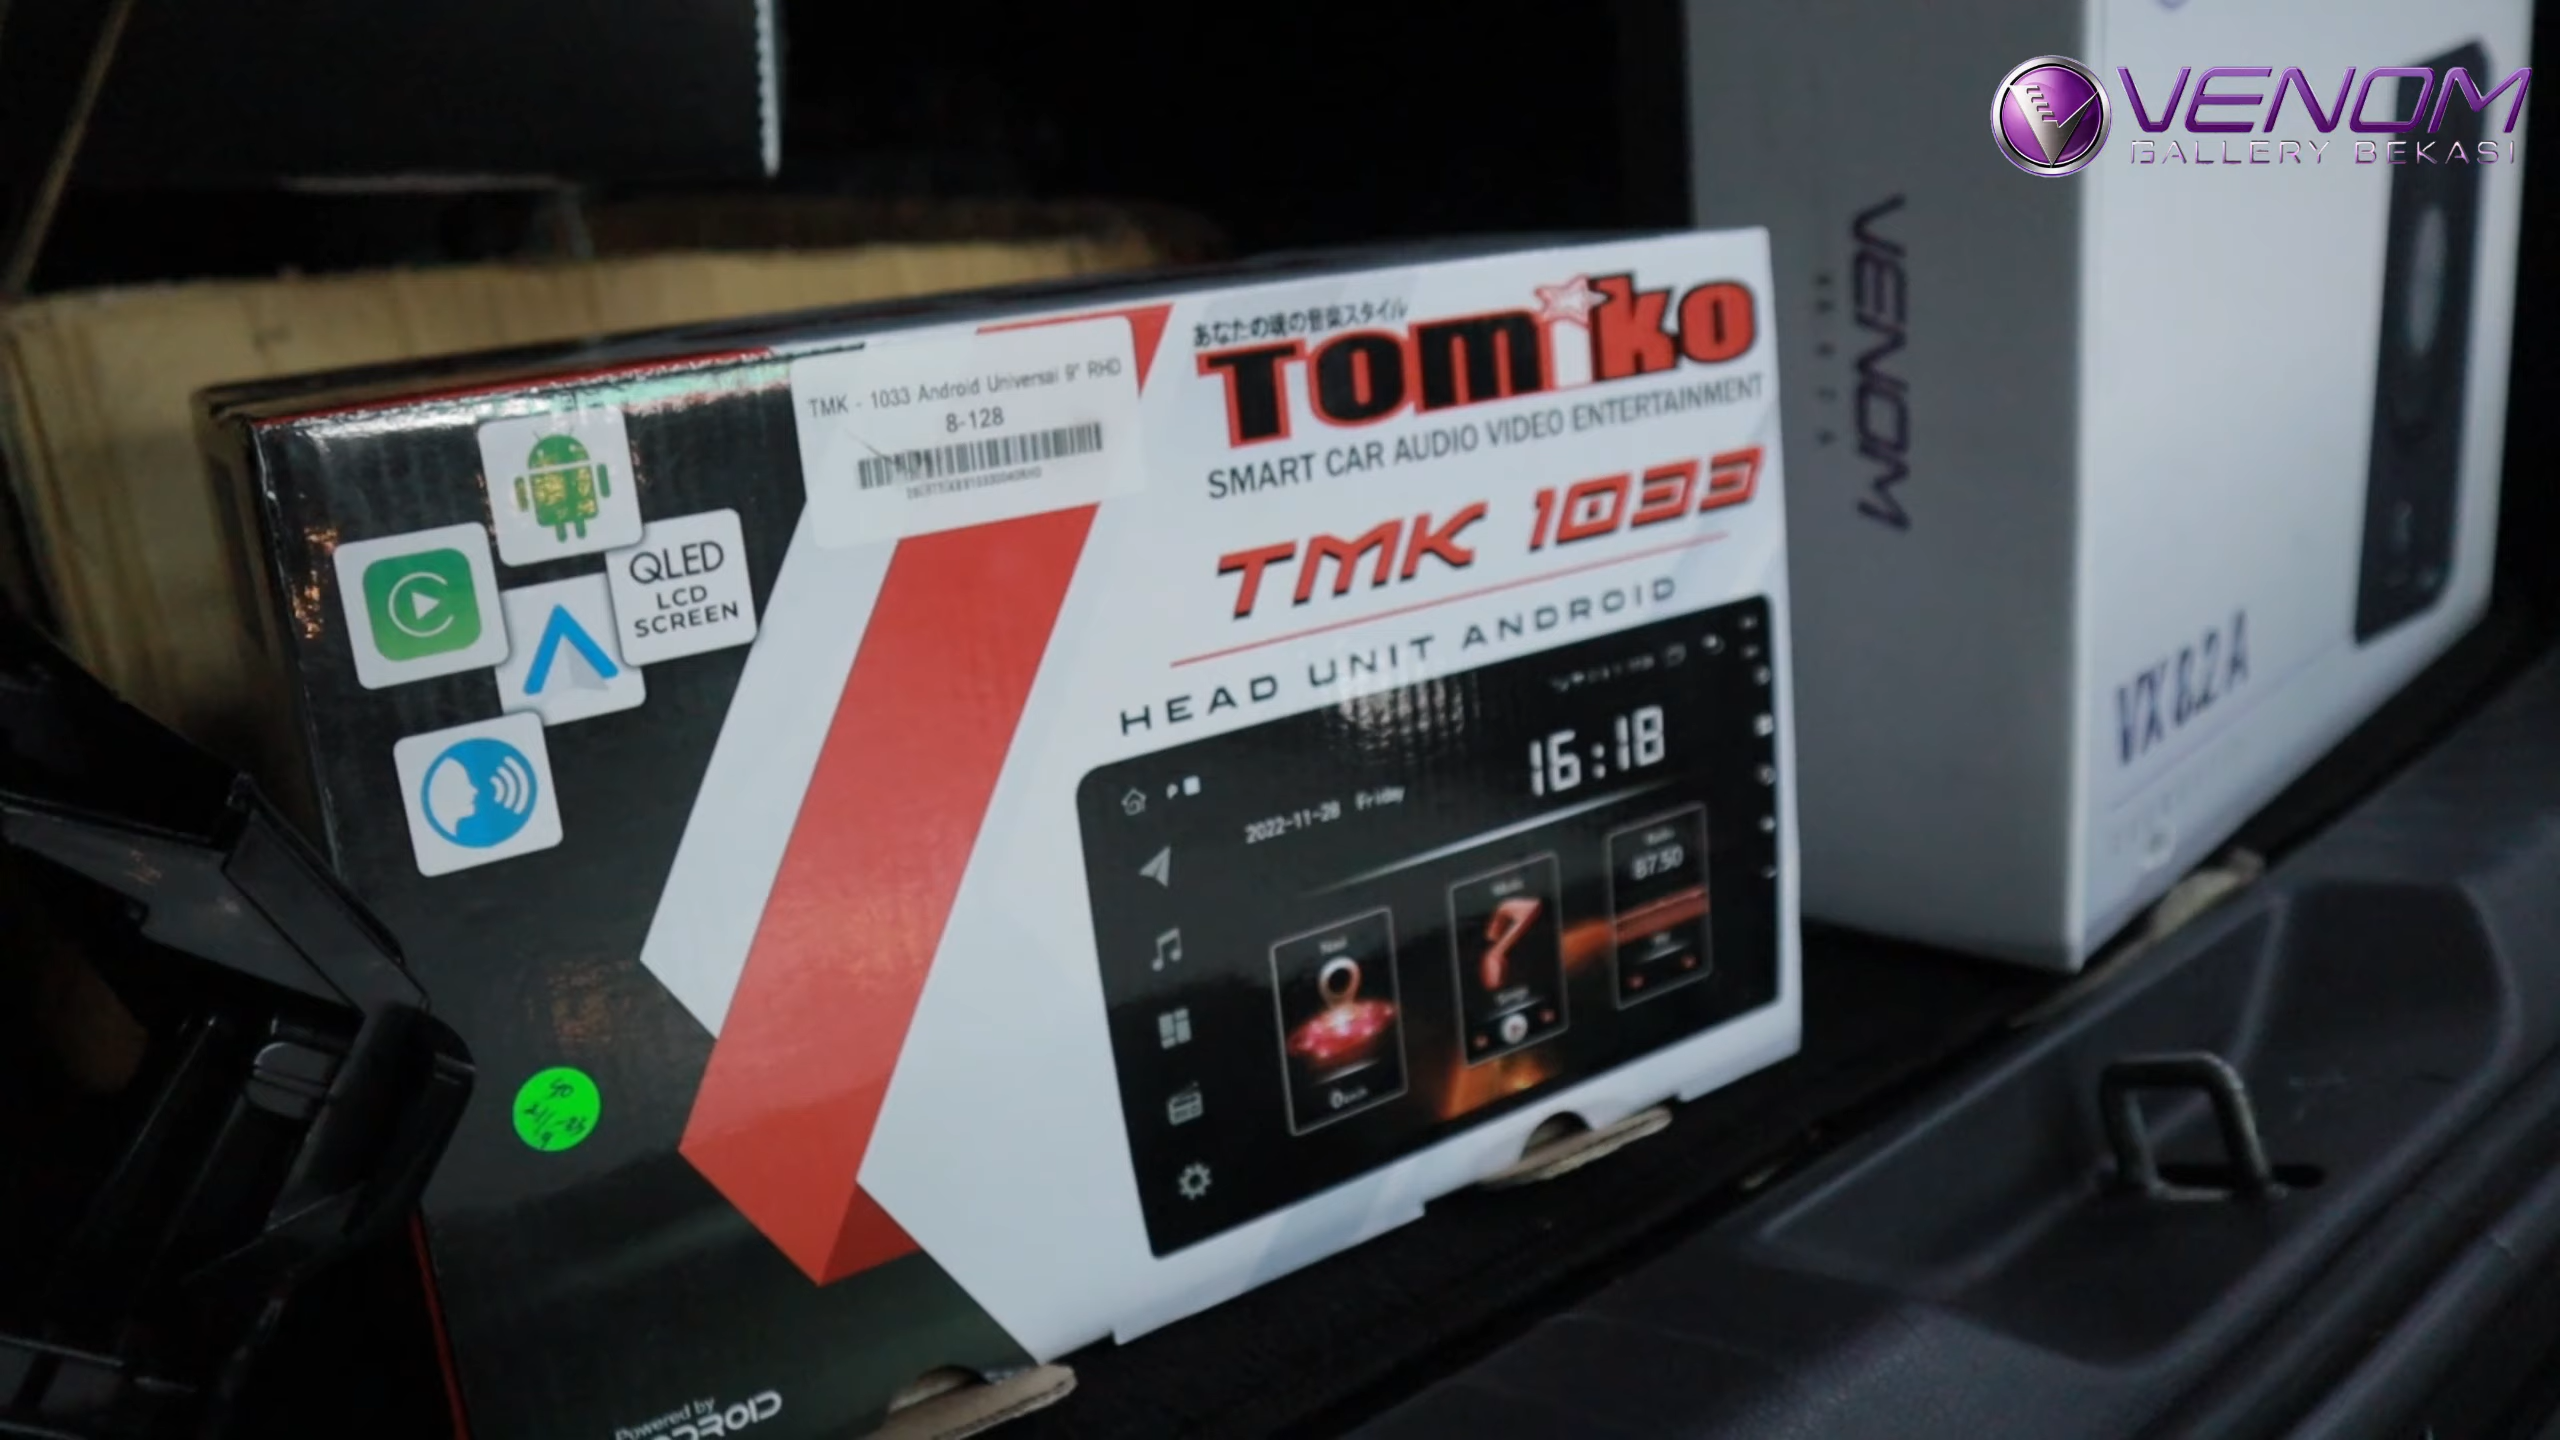 VENOM
GALLERY BEKASI
あなたの魂の音楽スタイル
TOMIKO
SMART CAR AUDIO VIDEO ENTERTAINMENT
TMK 1033
HEAD UNIT ANDROID
TMK - 1033 Android Universal 9" RHD
8-128
QLED
LCD
SCREEN
16:18
2022-11-28 Friday
87.50
Powered by
VENOM
VX 8.2 A